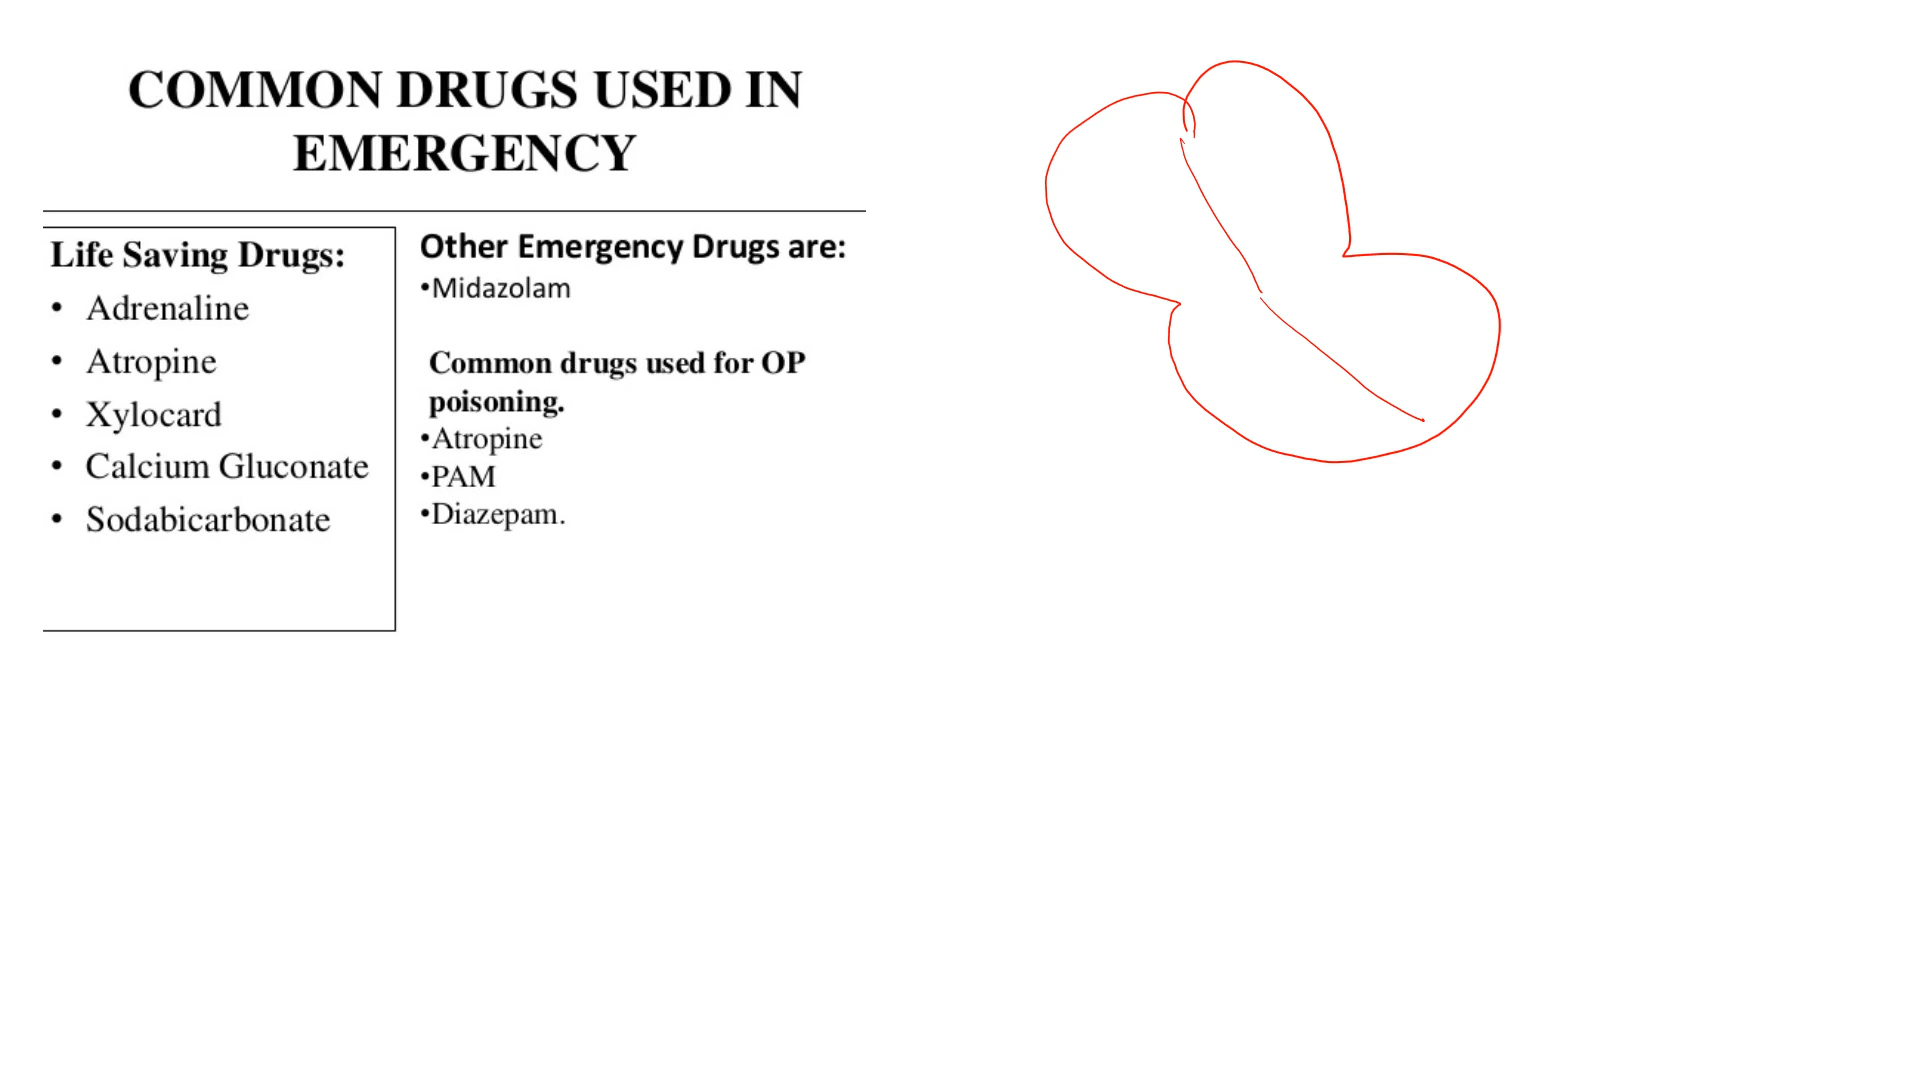 COMMON DRUGS USED IN
EMERGENCY
Life Saving Drugs:
• Adrenaline
• Atropine
• Xylocard
• Calcium Gluconate
• Sodabicarbonate
Other Emergency Drugs are:
•Midazolam
Common drugs used for OP
poisoning.
•Atropine
•PAM
•Diazepam.